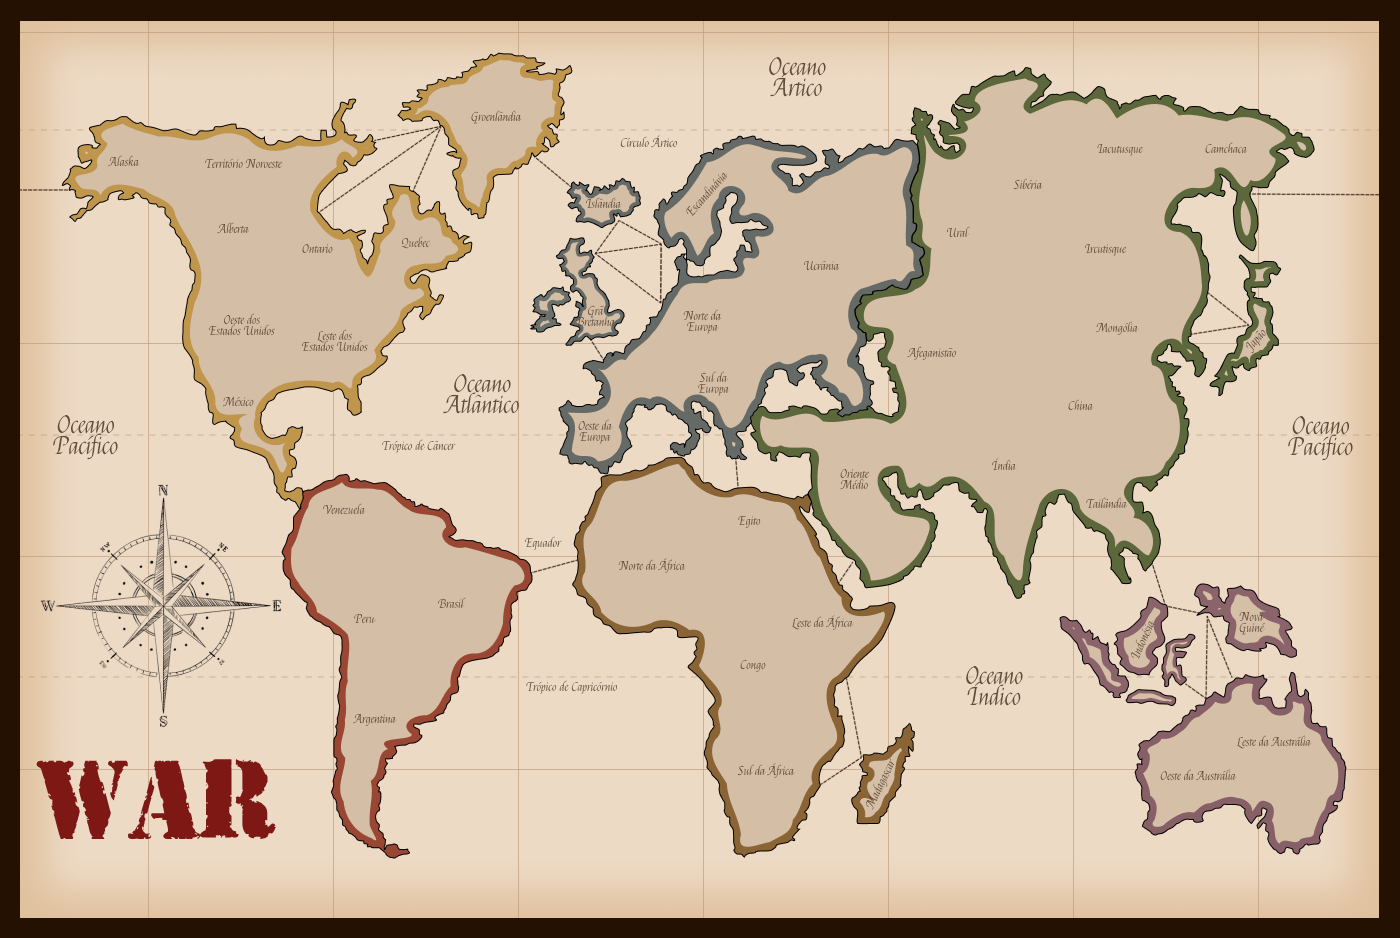 Oceano
Ártico
Groenlândia
Círculo Ártico
Alaska
Território Noroeste
Iacutusque
Camchaca
Sibéria
Escandinávia
Islândia
Alberta
Ontario
Quebec
Ural
Ircutisque
Ucrânia
Grã
Bretanha
Norte da
Europa
Oeste dos
Estados Unidos
Leste dos
Estados Unidos
Mongólia
Japão
Afeganistão
Oceano
Atlântico
Sul da
Europa
México
China
Oceano
Pacífico
Oeste da
Europa
Oceano
Pacífico
Trópico de Câncer
Índia
Oriente
Médio
N
Venezuela
Egito
Tailândia
NW
NE
Equador
Norte da África
W
E
Peru
Brasil
Leste da África
Indonésia
Nova
Guiné
Congo
Oceano
Índico
Trópico de Capricórnio
S
Argentina
Leste da Austrália
Sul da África
Madagascar
Oeste da Austrália
WAR